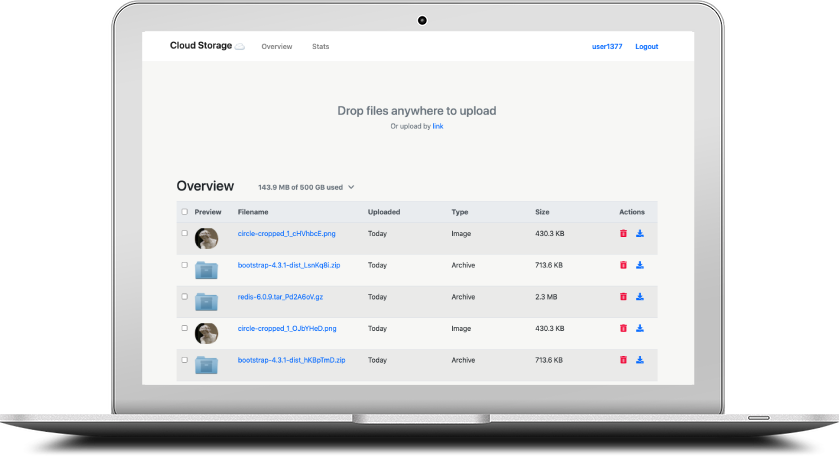 Cloud Storage Overview Stats user1377 Logout
Drop files anywhere to upload
Or upload by link
Overview 143.9 MB of 500 GB used
Preview Filename Uploaded Type Size Actions
circle-cropped_1_cHVhbcE.png Today Image 430.3 KB
bootstrap-4.3.1-dist_LsnKq8i.zip Today Archive 713.6 KB
redis-6.0.9.tar_Pd2A6oV.gz Today Archive 2.3 MB
circle-cropped_1_OJbYHeD.png Today Image 430.3 KB
bootstrap-4.3.1-dist_hKBpTmD.zip Today Archive 713.6 KB